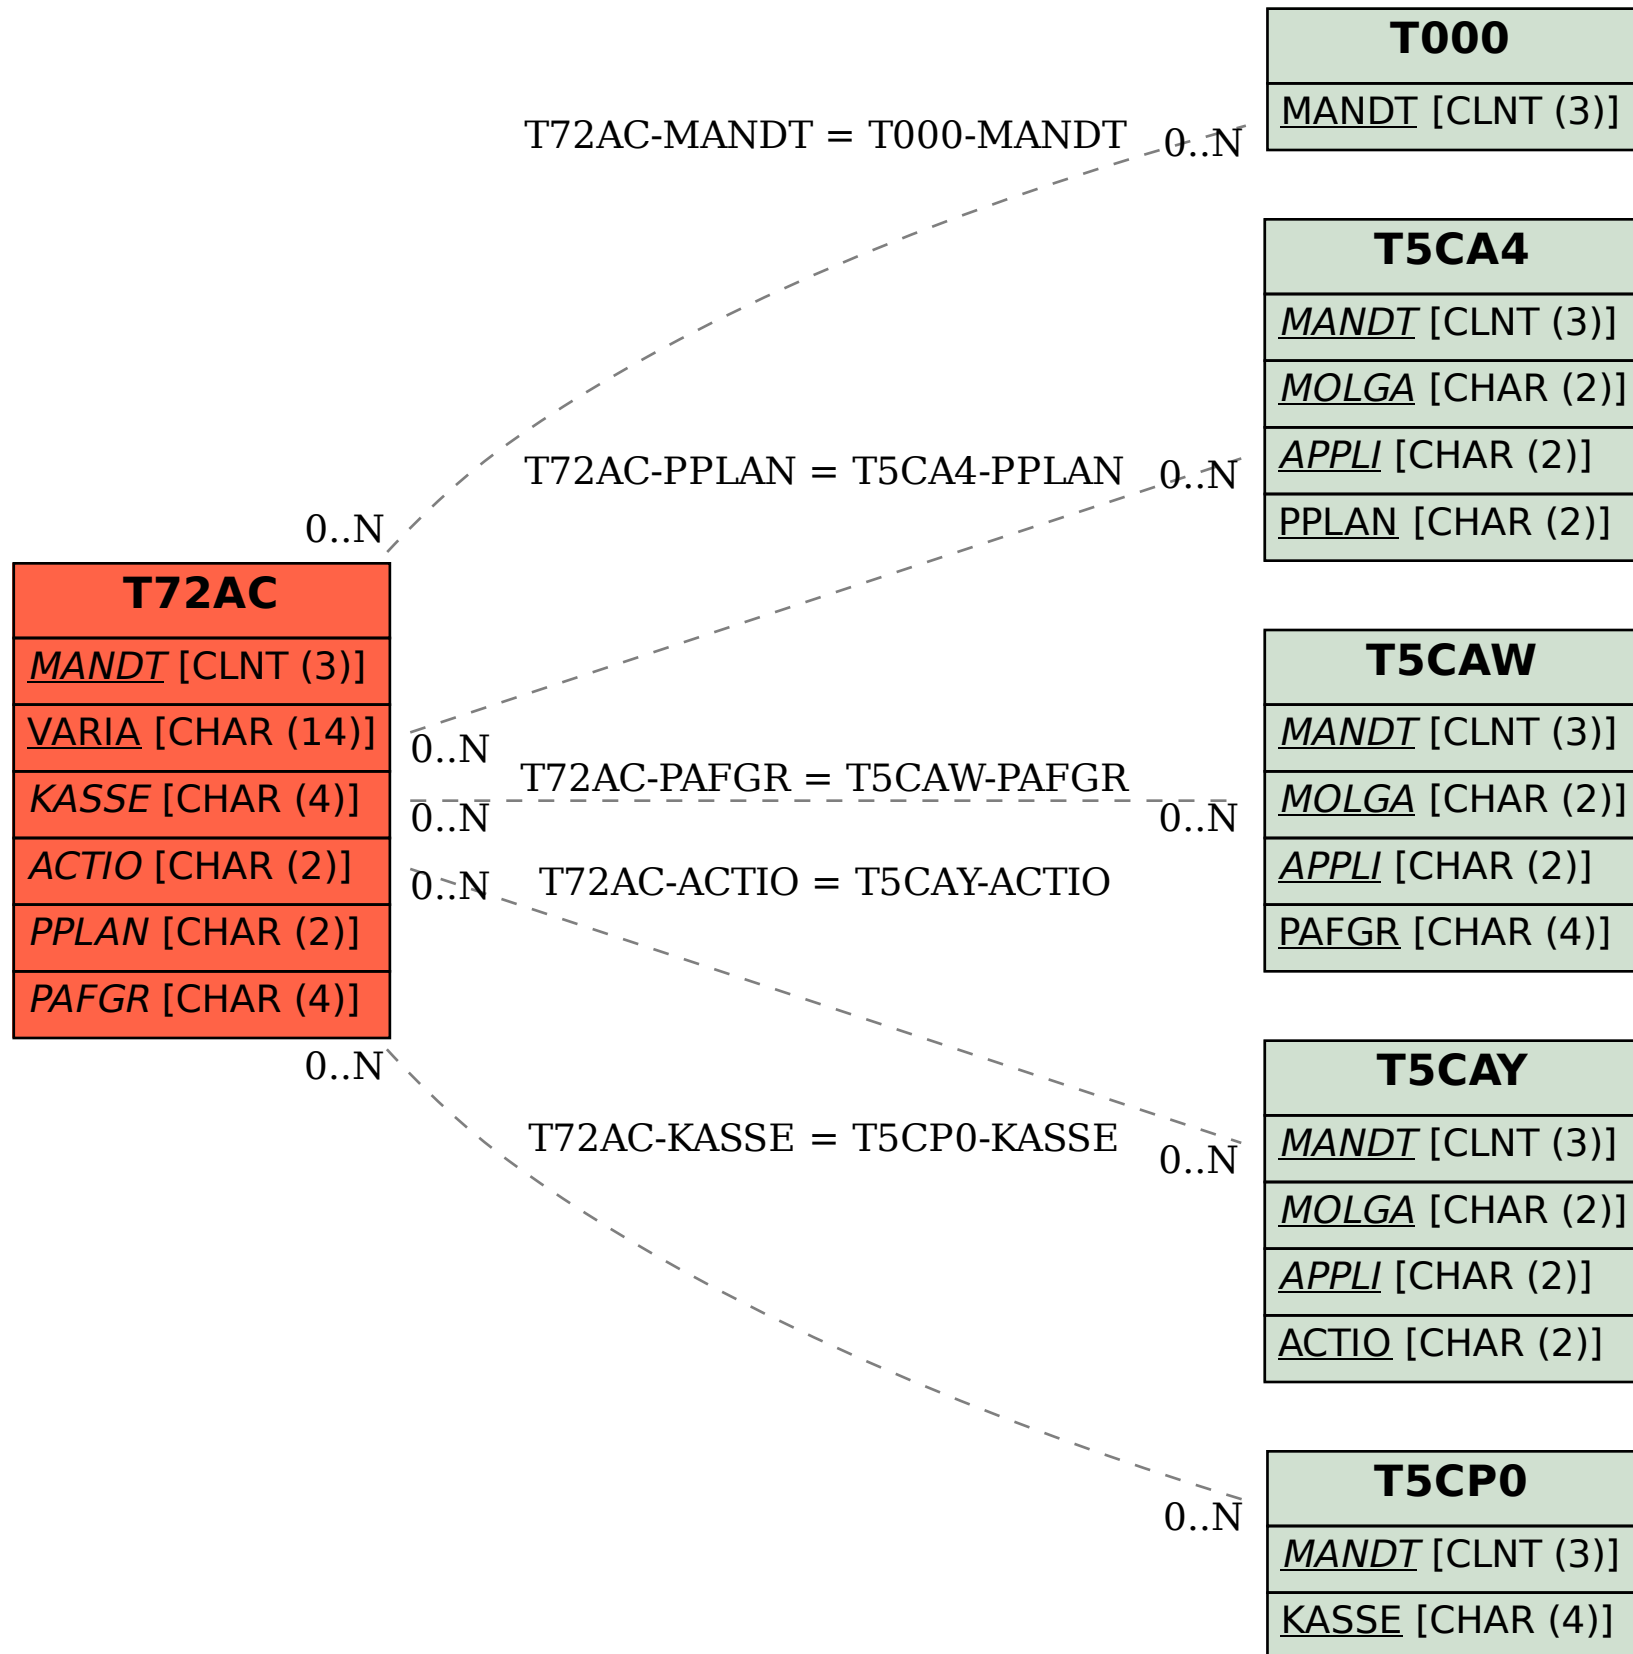 T000
MANDT [CLNT (3)]
T72AC-MANDT = T000-MANDT
0..N
0..N
T5CA4
MANDT [CLNT (3)]
MOLGA [CHAR (2)]
APPLI [CHAR (2)]
PPLAN [CHAR (2)]
T72AC-PPLAN = T5CA4-PPLAN
0..N
0..N
T72AC
MANDT [CLNT (3)]
VARIA [CHAR (14)]
KASSE [CHAR (4)]
ACTIO [CHAR (2)]
PPLAN [CHAR (2)]
PAFGR [CHAR (4)]
T5CAW
MANDT [CLNT (3)]
MOLGA [CHAR (2)]
APPLI [CHAR (2)]
PAFGR [CHAR (4)]
T72AC-PAFGR = T5CAW-PAFGR
0..N
0..N
T72AC-ACTIO = T5CAY-ACTIO
0..N
0..N
T5CAY
MANDT [CLNT (3)]
MOLGA [CHAR (2)]
APPLI [CHAR (2)]
ACTIO [CHAR (2)]
T72AC-KASSE = T5CP0-KASSE
0..N
0..N
T5CP0
MANDT [CLNT (3)]
KASSE [CHAR (4)]